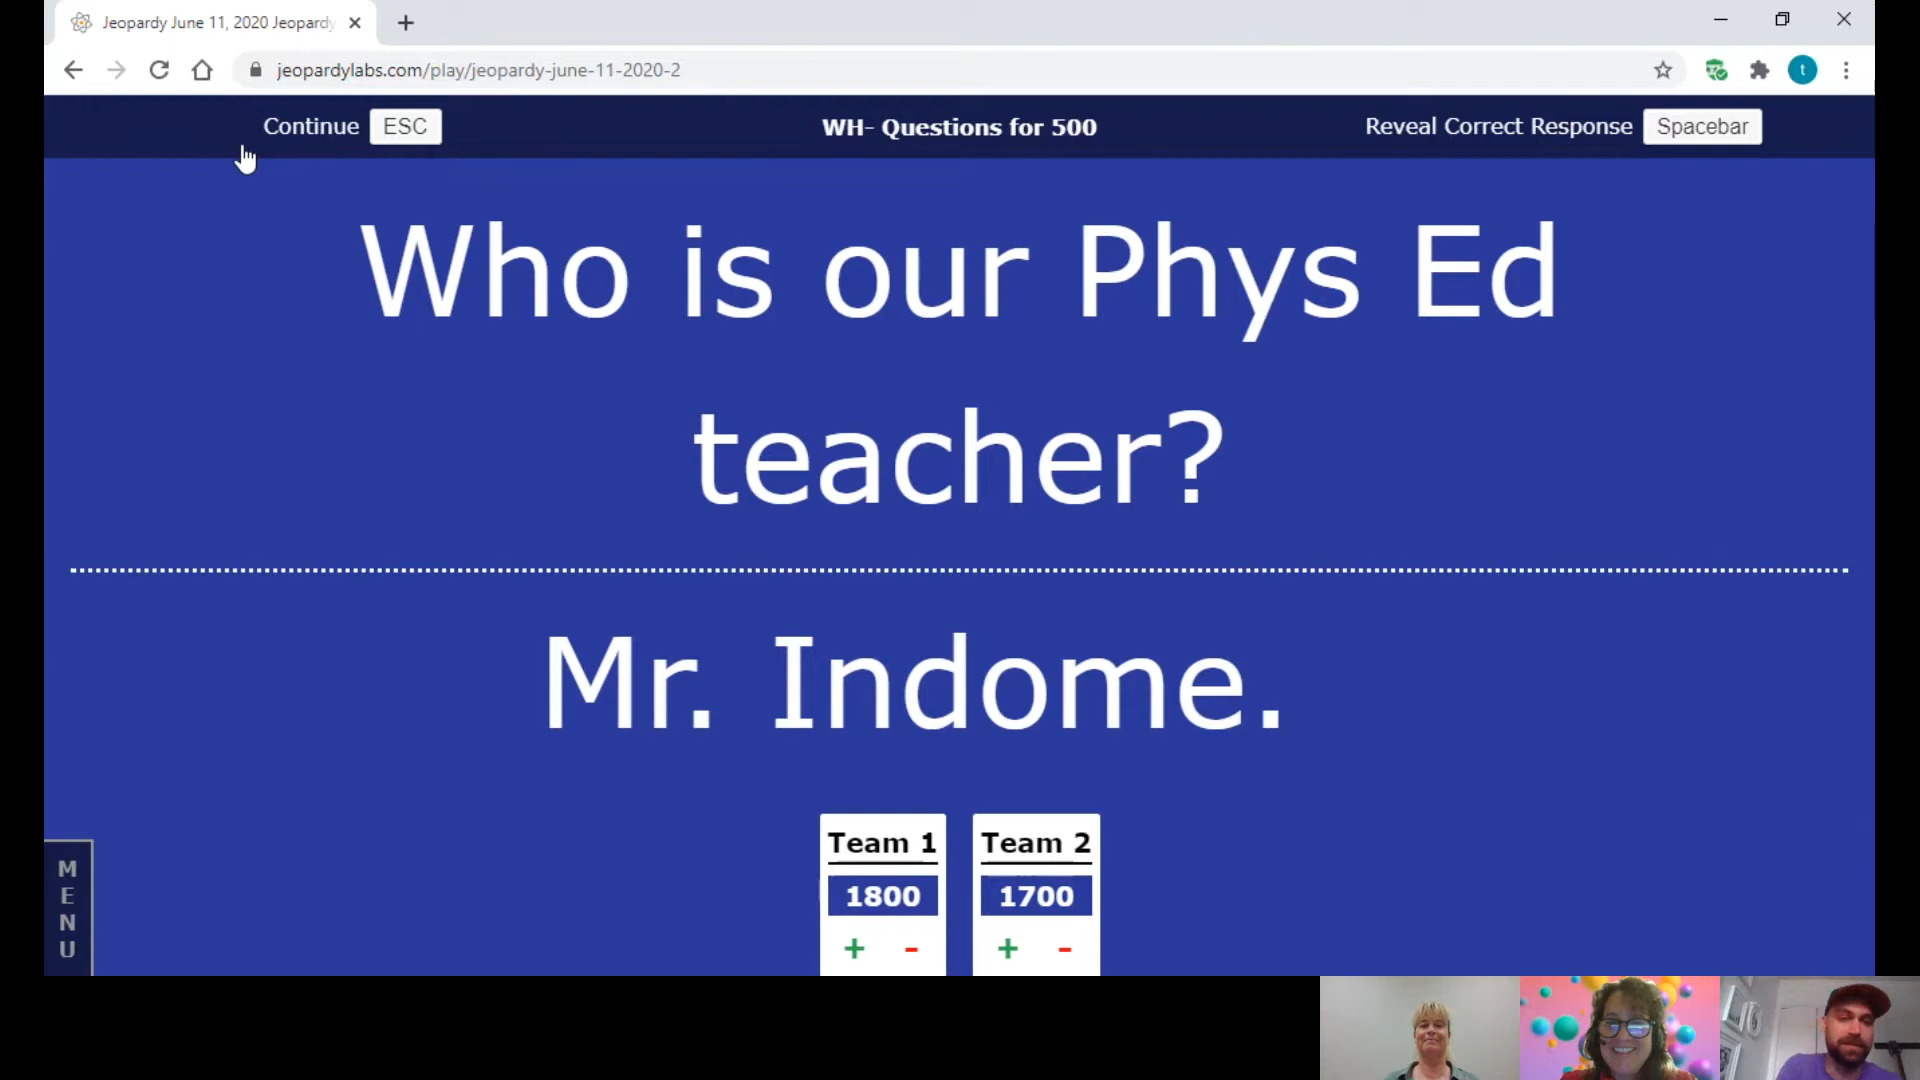 Jeopardy June 11, 2020 Jeopardy
jeopardylabs.com/play/jeopardy-june-11-2020-2
t
Continue ESC
WH- Questions for 500
Reveal Correct Response Spacebar
Who is our Phys Ed
teacher?
Mr. Indome.
Team 1
1800
+ -
Team 2
1700
+ -
MENU